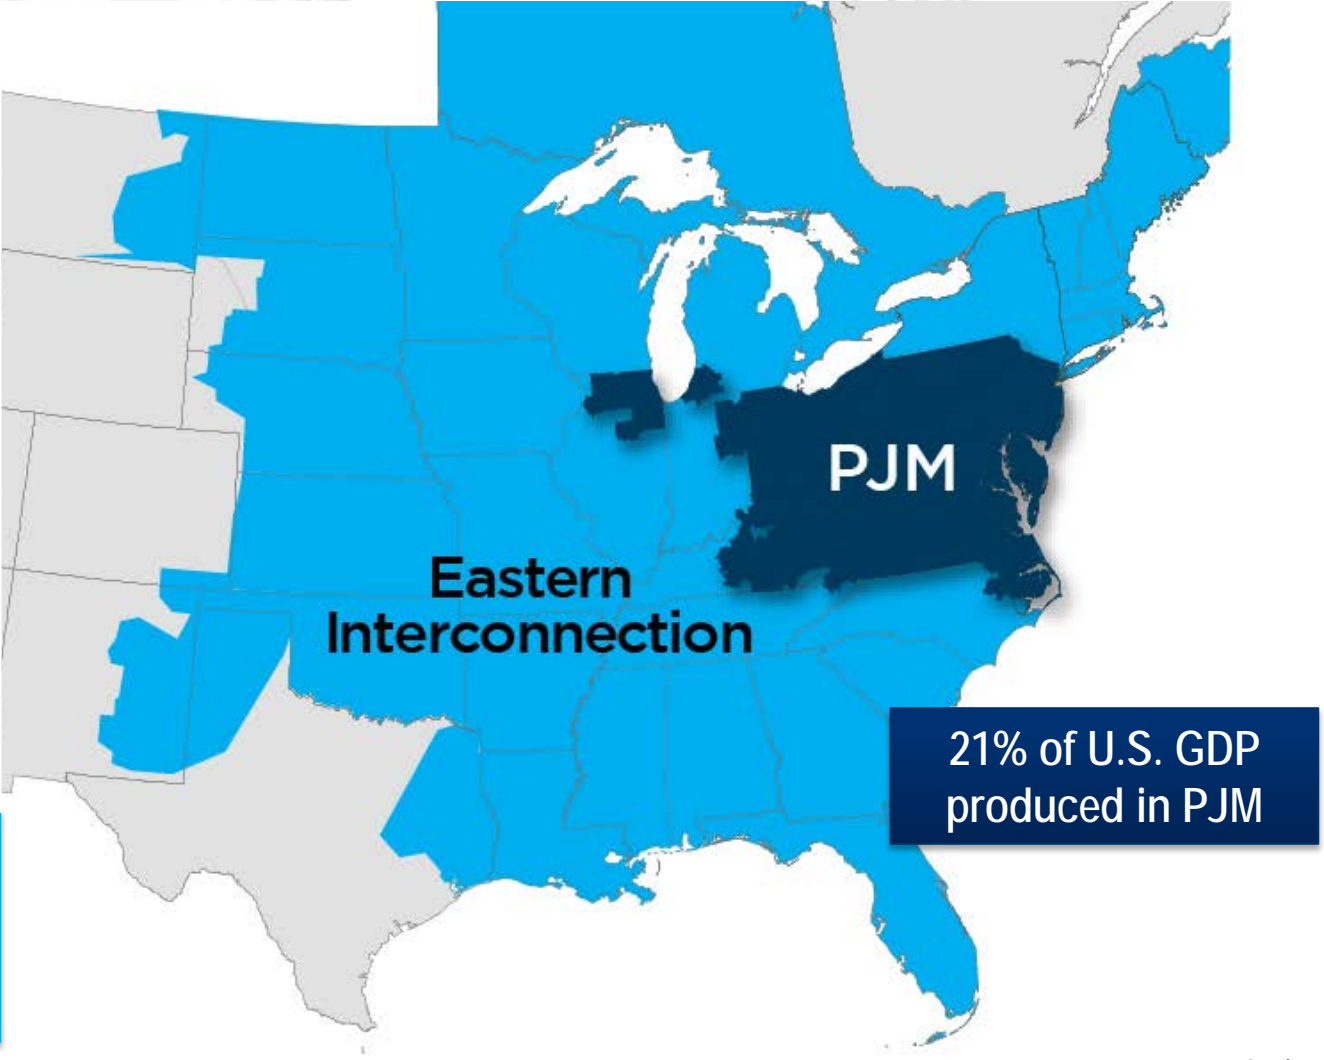 PJM
Eastern
Interconnection
21% of U.S. GDP
produced in PJM